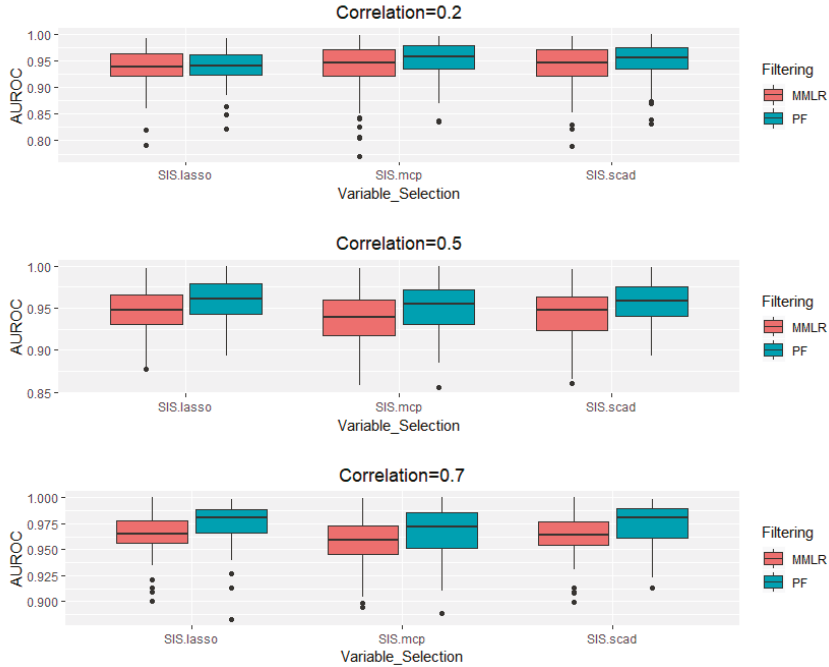 Correlation=0.2
AUROC
1.00
0.95
0.90
0.85
0.80
SIS.lasso SIS.mcp SIS.scad
Variable_Selection
Filtering
MMLR
PF
Correlation=0.5
AUROC
1.00
0.95
0.90
0.85
SIS.lasso SIS.mcp SIS.scad
Variable_Selection
Filtering
MMLR
PF
Correlation=0.7
AUROC
1.000
0.975
0.950
0.925
0.900
SIS.lasso SIS.mcp SIS.scad
Variable_Selection
Filtering
MMLR
PF